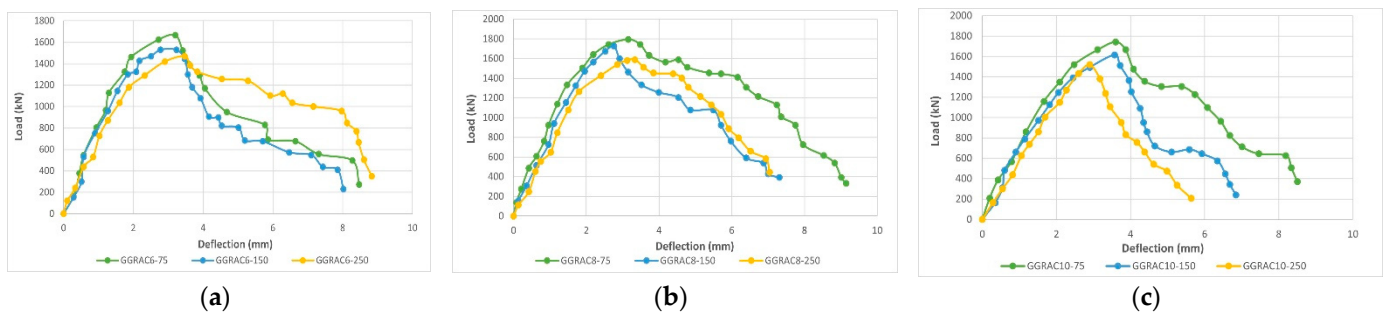 1800
1600
1400
1200
1000
800
600
400
200
0
Load (kN)
0 2 4 6 8 10
Deflection (mm)
GGRAC6-75 GGRAC6-150 GGRAC6-250
(a)
2000
1800
1600
1400
1200
1000
800
600
400
200
0
Load (kN)
0 2 4 6 8 10
Deflection (mm)
GGRAC8-75 GGRAC8-150 GGRAC8-250
(b)
2000
1800
1600
1400
1200
1000
800
600
400
200
0
Load (kN)
0 2 4 6 8 10
Deflection (mm)
GGRAC10-75 GGRAC10-150 GGRAC10-250
(c)